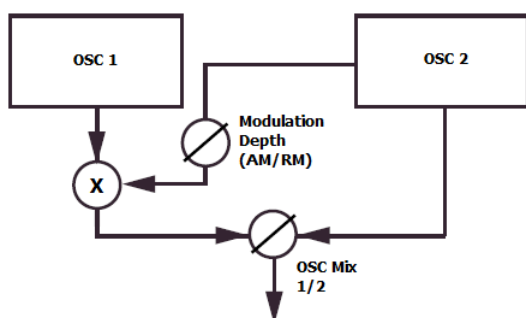 OSC 1
OSC 2
Modulation
Depth
(AM/RM)
X
OSC Mix
1/2